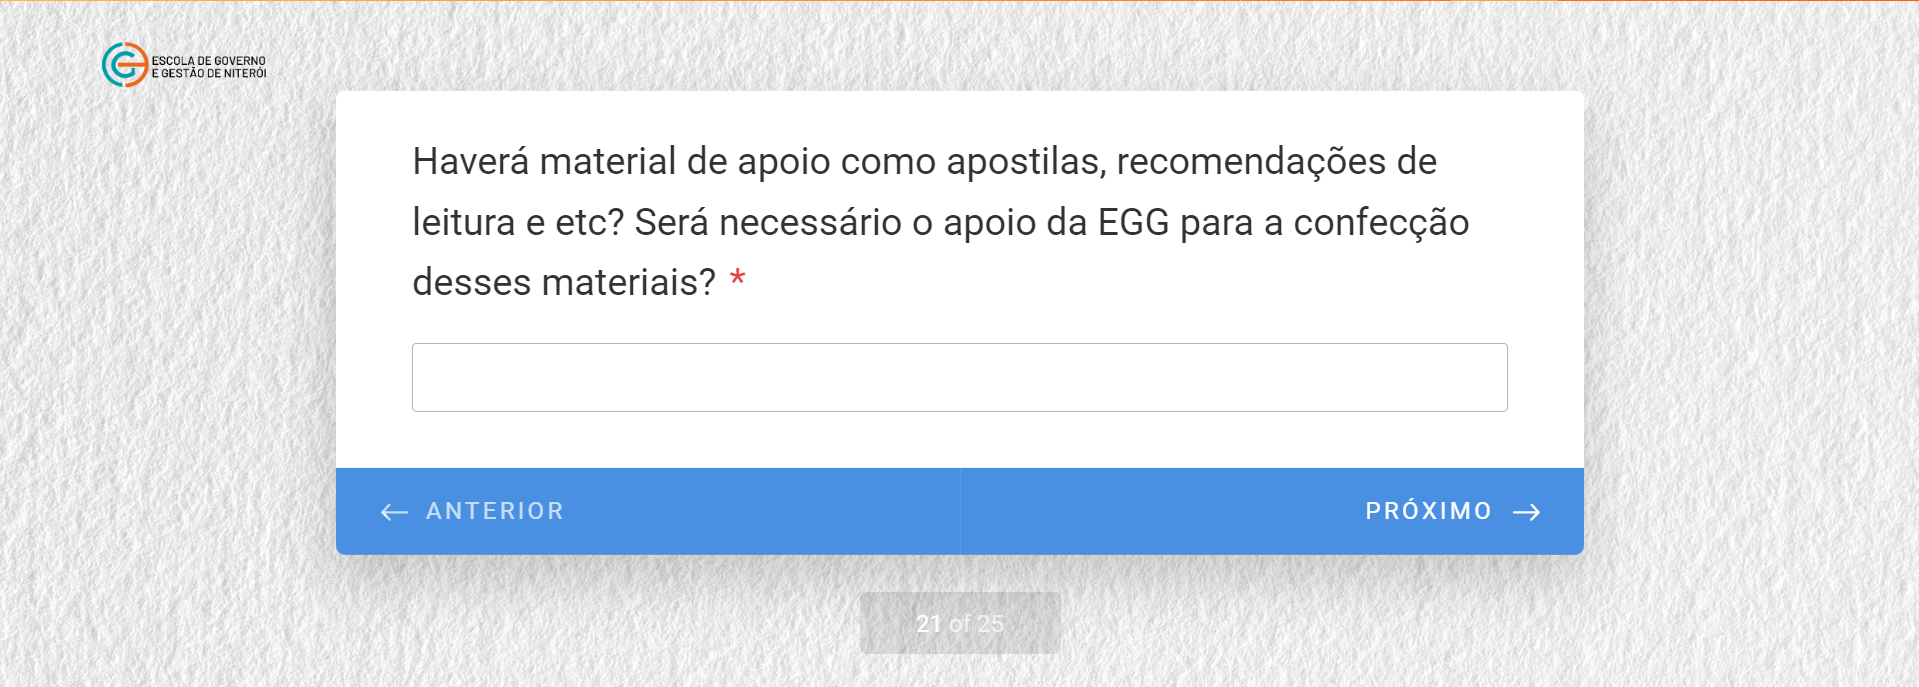 ESCOLA DE GOVERNO
E GESTÃO DE NITERÓI
Haverá material de apoio como apostilas, recomendações de
leitura e etc? Será necessário o apoio da EGG para a confecção
desses materiais? *
← ANTERIOR
PRÓXIMO →
21 of 25